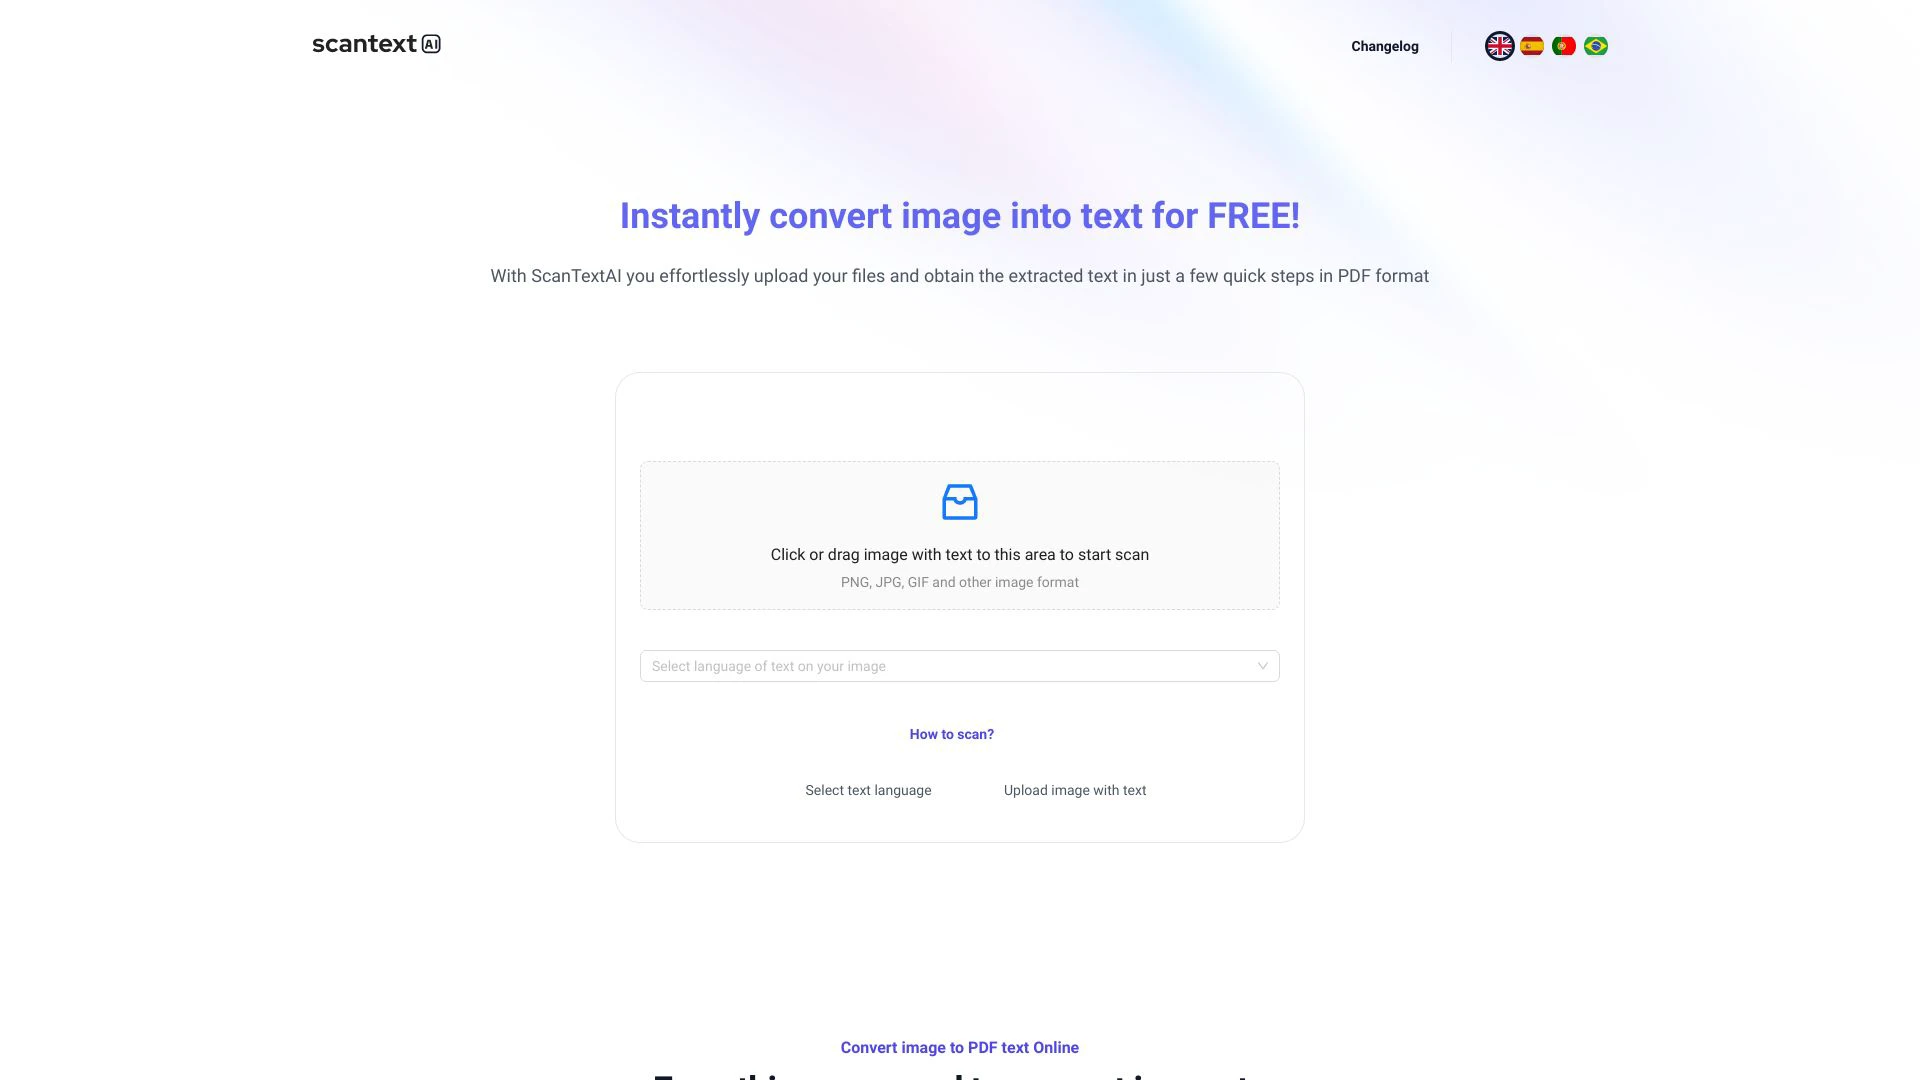 scantext AI
Changelog
Instantly convert image into text for FREE!
With ScanTextAI you effortlessly upload your files and obtain the extracted text in just a few quick steps in PDF format
Click or drag image with text to this area to start scan
PNG, JPG, GIF and other image format
Select language of text on your image
How to scan?
Select text language
Upload image with text
Convert image to PDF text Online